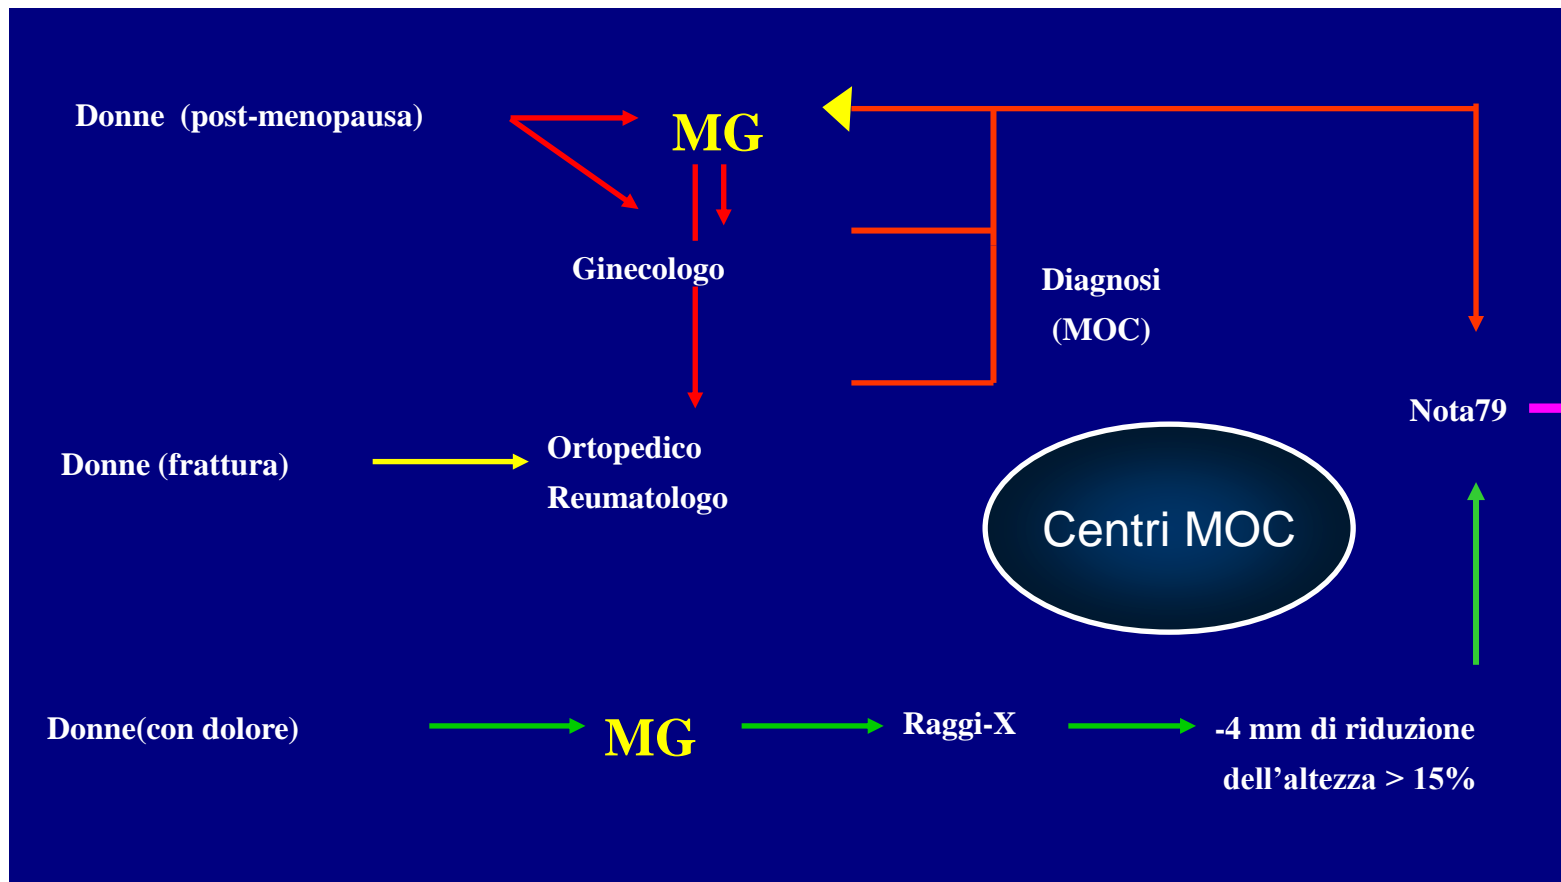 Donne (post-menopausa)
MG
Ginecologo
Diagnosi
(MOC)
Nota79
Donne (frattura)
Ortopedico
Reumatologo
Centri MOC
Donne(con dolore)
MG
Raggi-X
-4 mm di riduzione
dell’altezza > 15%